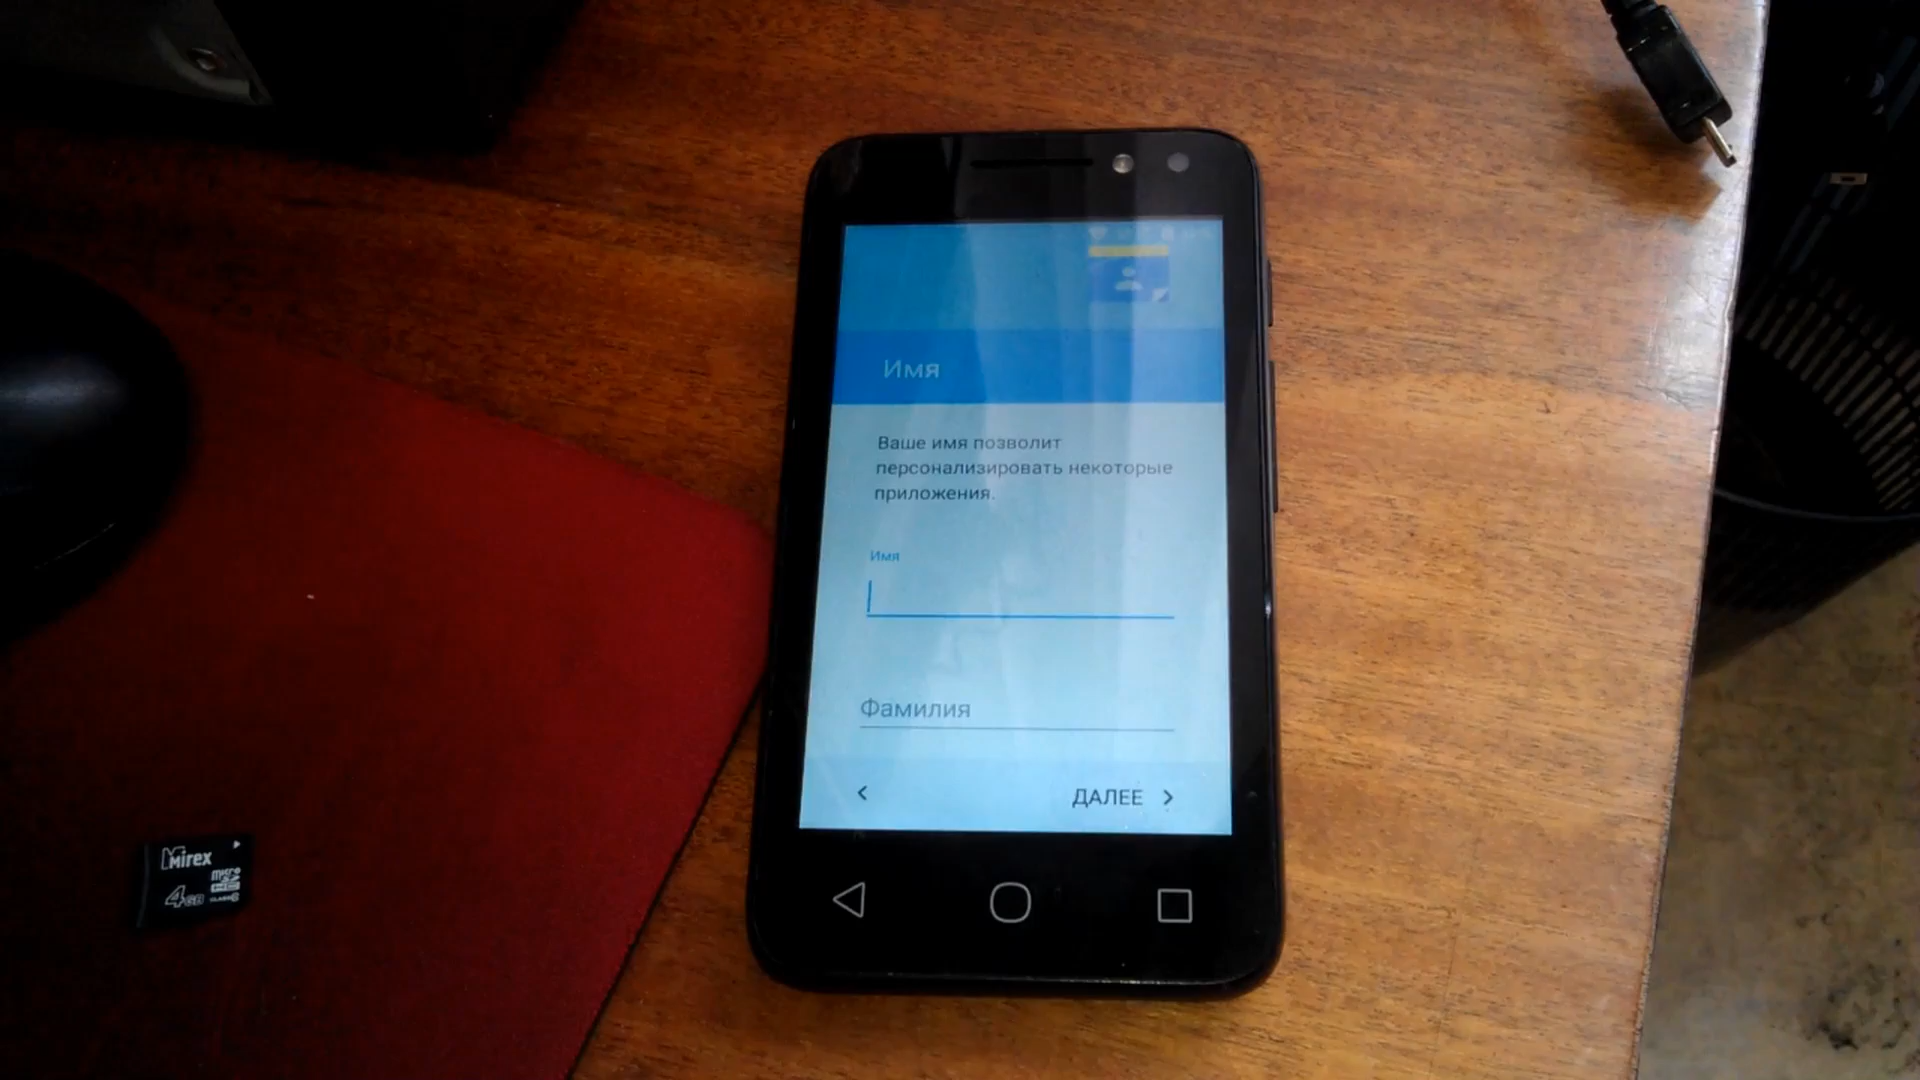 Имя
Ваше имя позволит
персонализировать некоторые
приложения.
Имя
Фамилия
ДАЛЕЕ
Mirex
micro
4GB